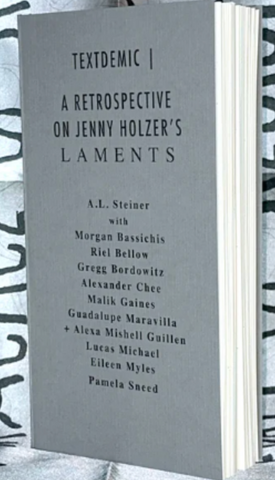 TEXTDEMIC |
A RETROSPECTIVE
ON JENNY HOLZER'S
LAMENTS
A.L. Steiner
with
Morgan Bassichis
Riel Bellow
Gregg Bordowitz
Alexander Chee
Malik Gaines
Guadalupe Maravilla
+ Alexa Mishell Guillen
Lucas Michael
Eileen Myles
Pamela Sneed